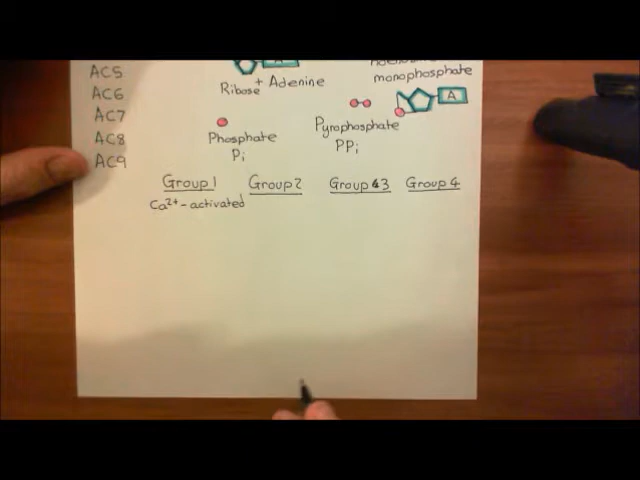 AC5
AC6
AC7
AC8
AC9
A
Ribose + Adenine
monophosphate
A
Phosphate
Pi
Pyrophosphate
PPi
Group 1
Group 2
Group 3
Group 4
Ca2+ - activated